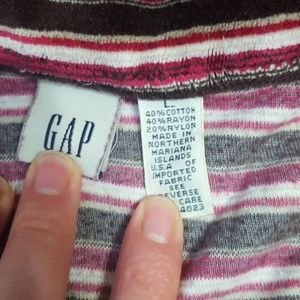 GAP
L
40% COTTON
40% RAYON
20% NYLON
MADE IN
NORTHERN
MARIANA
ISLANDS
U.S.A OF
IMPORTED
FABRIC
SEE
REVERSE
CARE
4023